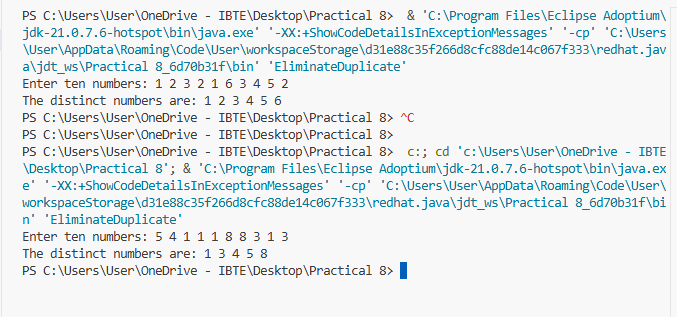 PS C:\Users\User\OneDrive - IBTE\Desktop\Practical 8>  & 'C:\Program Files\Eclipse Adoptium\
jdk-21.0.7.6-hotspot\bin\java.exe' '-XX:+ShowCodeDetailsInExceptionMessages' '-cp' 'C:\Users
\User\AppData\Roaming\Code\User\workspaceStorage\d31e88c35f266d8cfc88de14c067f333\redhat.jav
a\jdt_ws\Practical 8_6d70b31f\bin' 'EliminateDuplicate'
Enter ten numbers: 1 2 3 2 1 6 3 4 5 2
The distinct numbers are: 1 2 3 4 5 6
PS C:\Users\User\OneDrive - IBTE\Desktop\Practical 8> ^C
PS C:\Users\User\OneDrive - IBTE\Desktop\Practical 8>
PS C:\Users\User\OneDrive - IBTE\Desktop\Practical 8>  c:; cd 'c:\Users\User\OneDrive - IBTE
\Desktop\Practical 8'; & 'C:\Program Files\Eclipse Adoptium\jdk-21.0.7.6-hotspot\bin\java.ex
e' '-XX:+ShowCodeDetailsInExceptionMessages' '-cp' 'C:\Users\User\AppData\Roaming\Code\User\
workspaceStorage\d31e88c35f266d8cfc88de14c067f333\redhat.java\jdt_ws\Practical 8_6d70b31f\bi
n' 'EliminateDuplicate'
Enter ten numbers: 5 4 1 1 1 8 8 3 1 3
The distinct numbers are: 1 3 4 5 8
PS C:\Users\User\OneDrive - IBTE\Desktop\Practical 8>